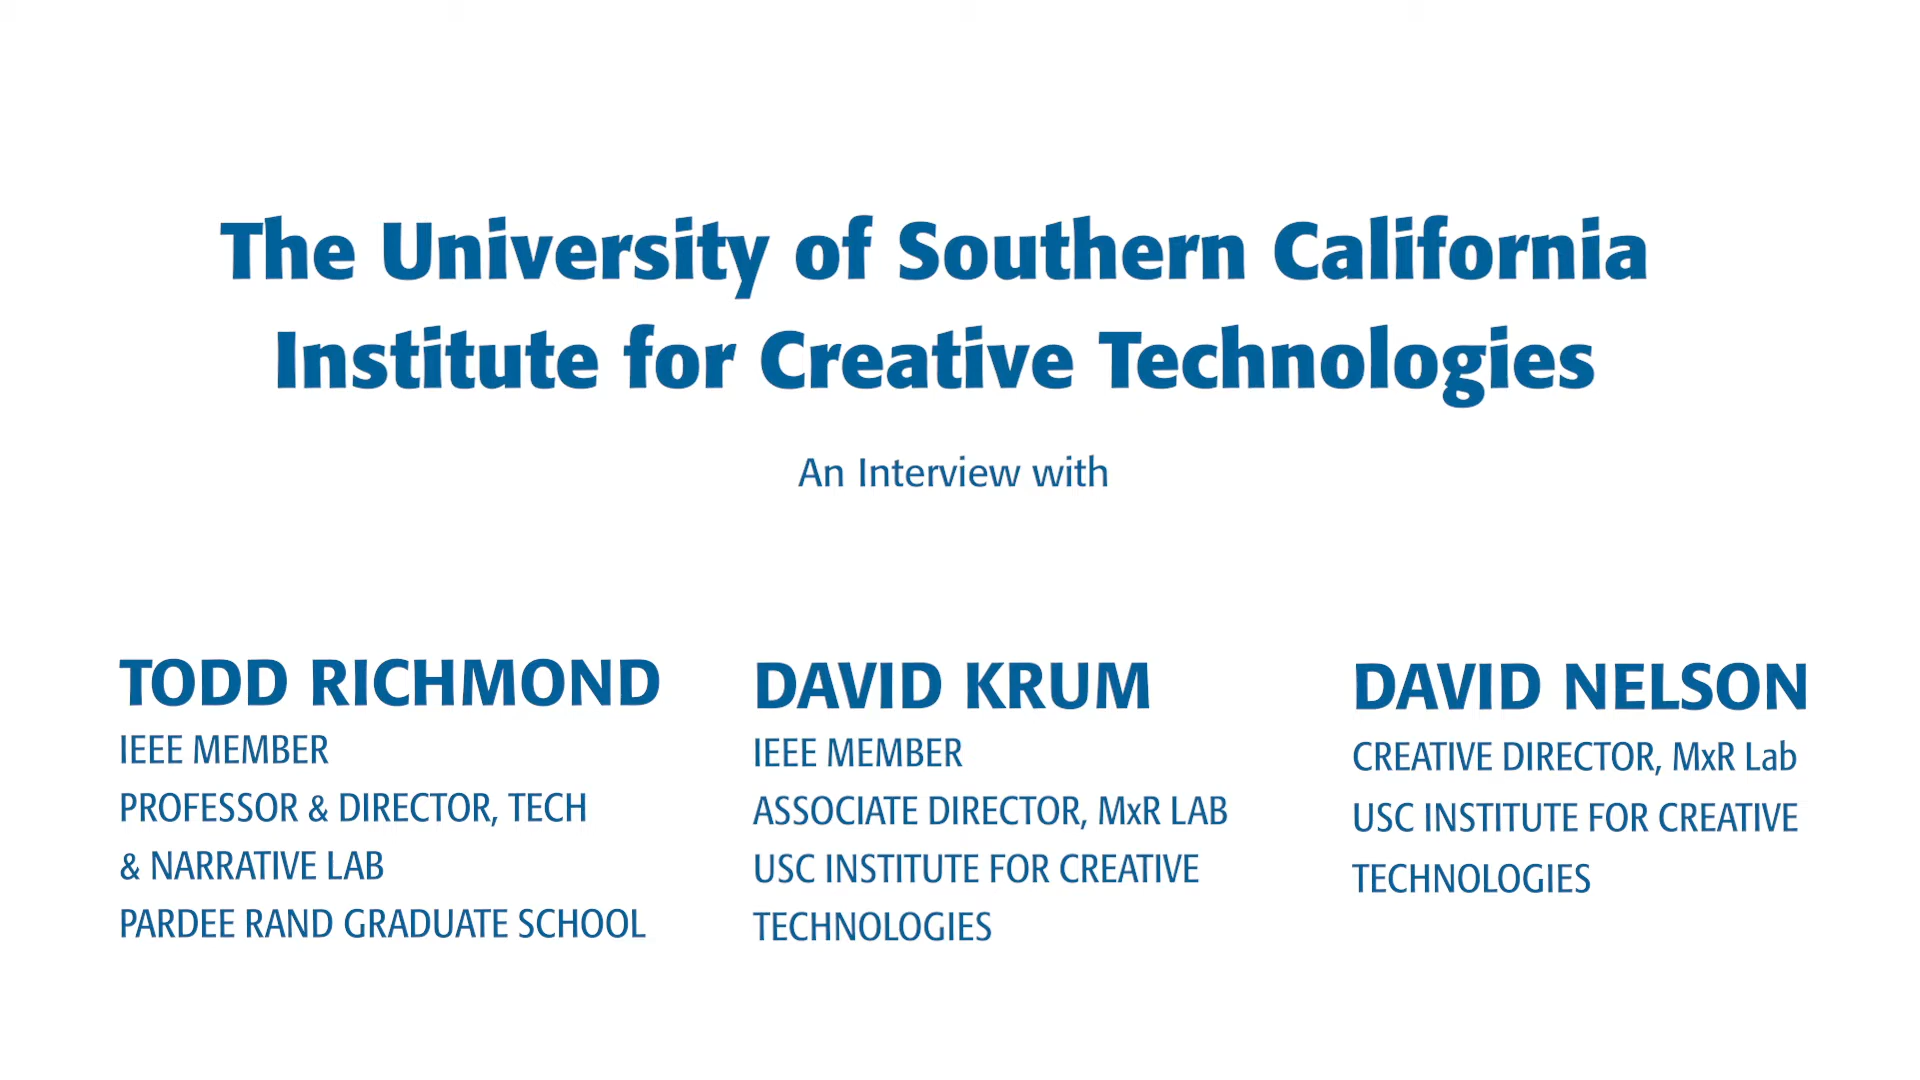 The University of Southern California
Institute for Creative Technologies
An Interview with
TODD RICHMOND
IEEE MEMBER
PROFESSOR & DIRECTOR, TECH
& NARRATIVE LAB
PARDEE RAND GRADUATE SCHOOL
DAVID KRUM
IEEE MEMBER
ASSOCIATE DIRECTOR, MxR LAB
USC INSTITUTE FOR CREATIVE
TECHNOLOGIES
DAVID NELSON
CREATIVE DIRECTOR, MxR Lab
USC INSTITUTE FOR CREATIVE
TECHNOLOGIES